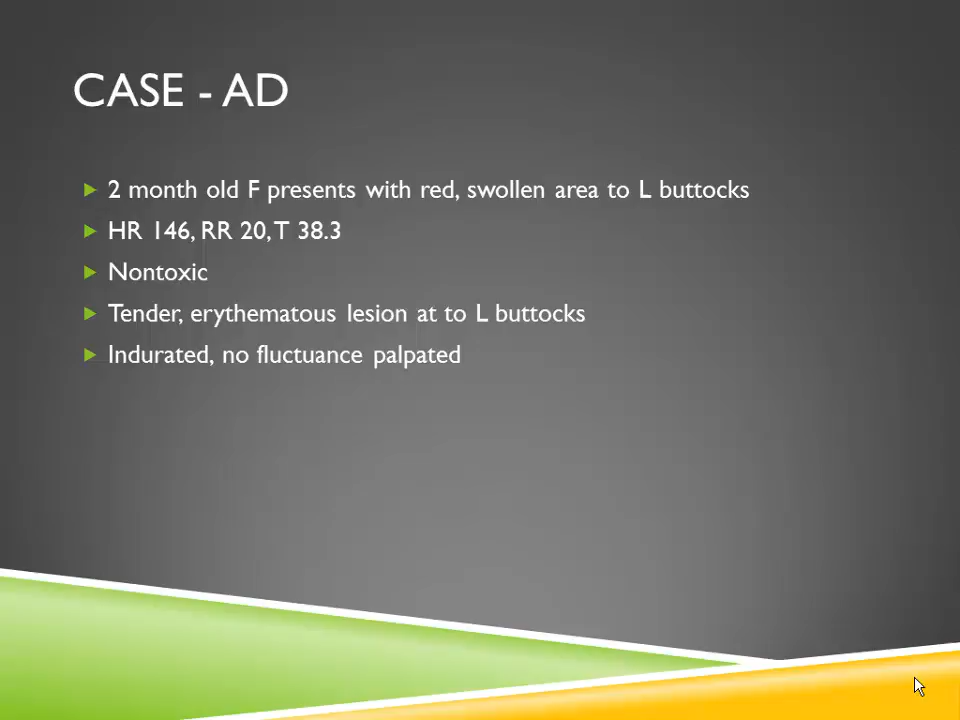 CASE - AD
2 month old F presents with red, swollen area to L buttocks
HR 146, RR 20, T 38.3
Nontoxic
Tender, erythematous lesion at to L buttocks
Indurated, no fluctuance palpated